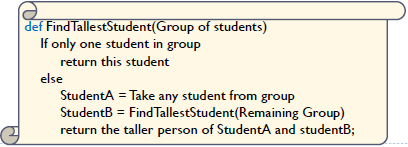 def FindTallestStudent(Group of students)
If only one student in group
return this student
else
StudentA = Take any student from group
StudentB = FindTallestStudent(Remaining Group)
return the taller person of StudentA and studentB;